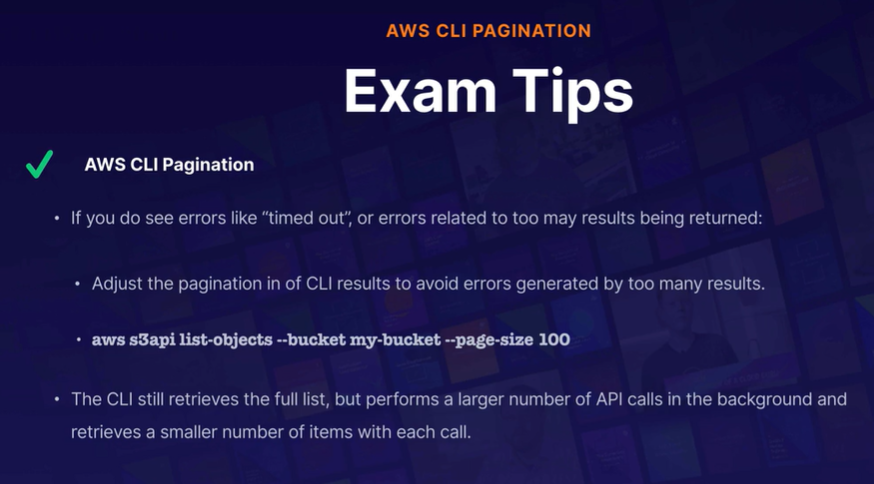 AWS CLI PAGINATION
Exam Tips
AWS CLI Pagination
• If you do see errors like “timed out”, or errors related to too may results being returned:
• Adjust the pagination in of CLI results to avoid errors generated by too many results.
• aws s3api list-objects --bucket my-bucket --page-size 100
• The CLI still retrieves the full list, but performs a larger number of API calls in the background and
retrieves a smaller number of items with each call.